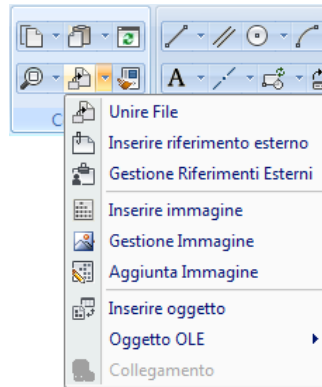 A
C
Unire File
Inserire riferimento esterno
Gestione Riferimenti Esterni
Inserire immagine
Gestione Immagine
Aggiunta Immagine
Inserire oggetto
Oggetto OLE
Collegamento